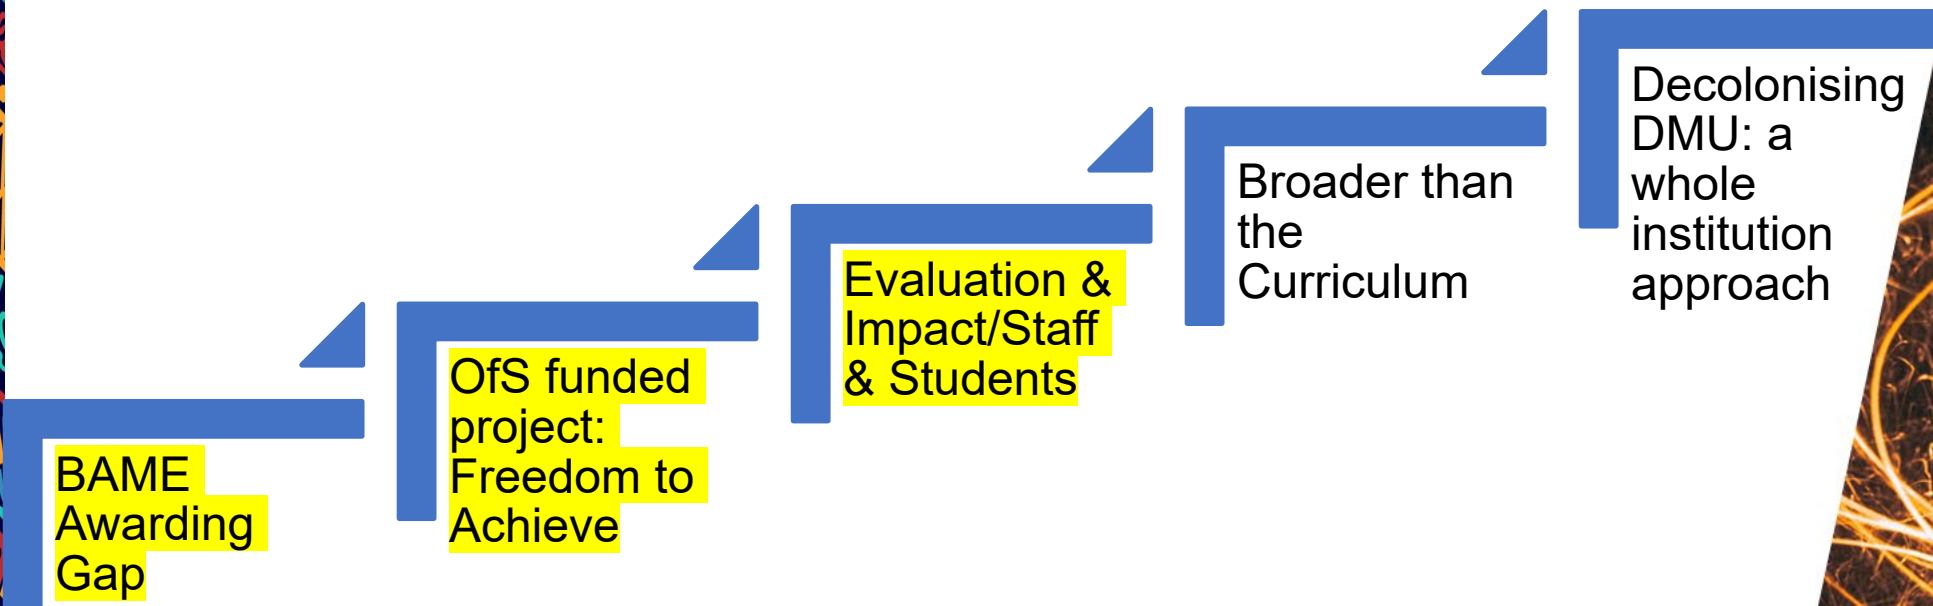 BAME
Awarding
Gap
OfS funded
project:
Freedom to
Achieve
Evaluation &
Impact/Staff
& Students
Broader than
the
Curriculum
Decolonising
DMU: a
whole
institution
approach